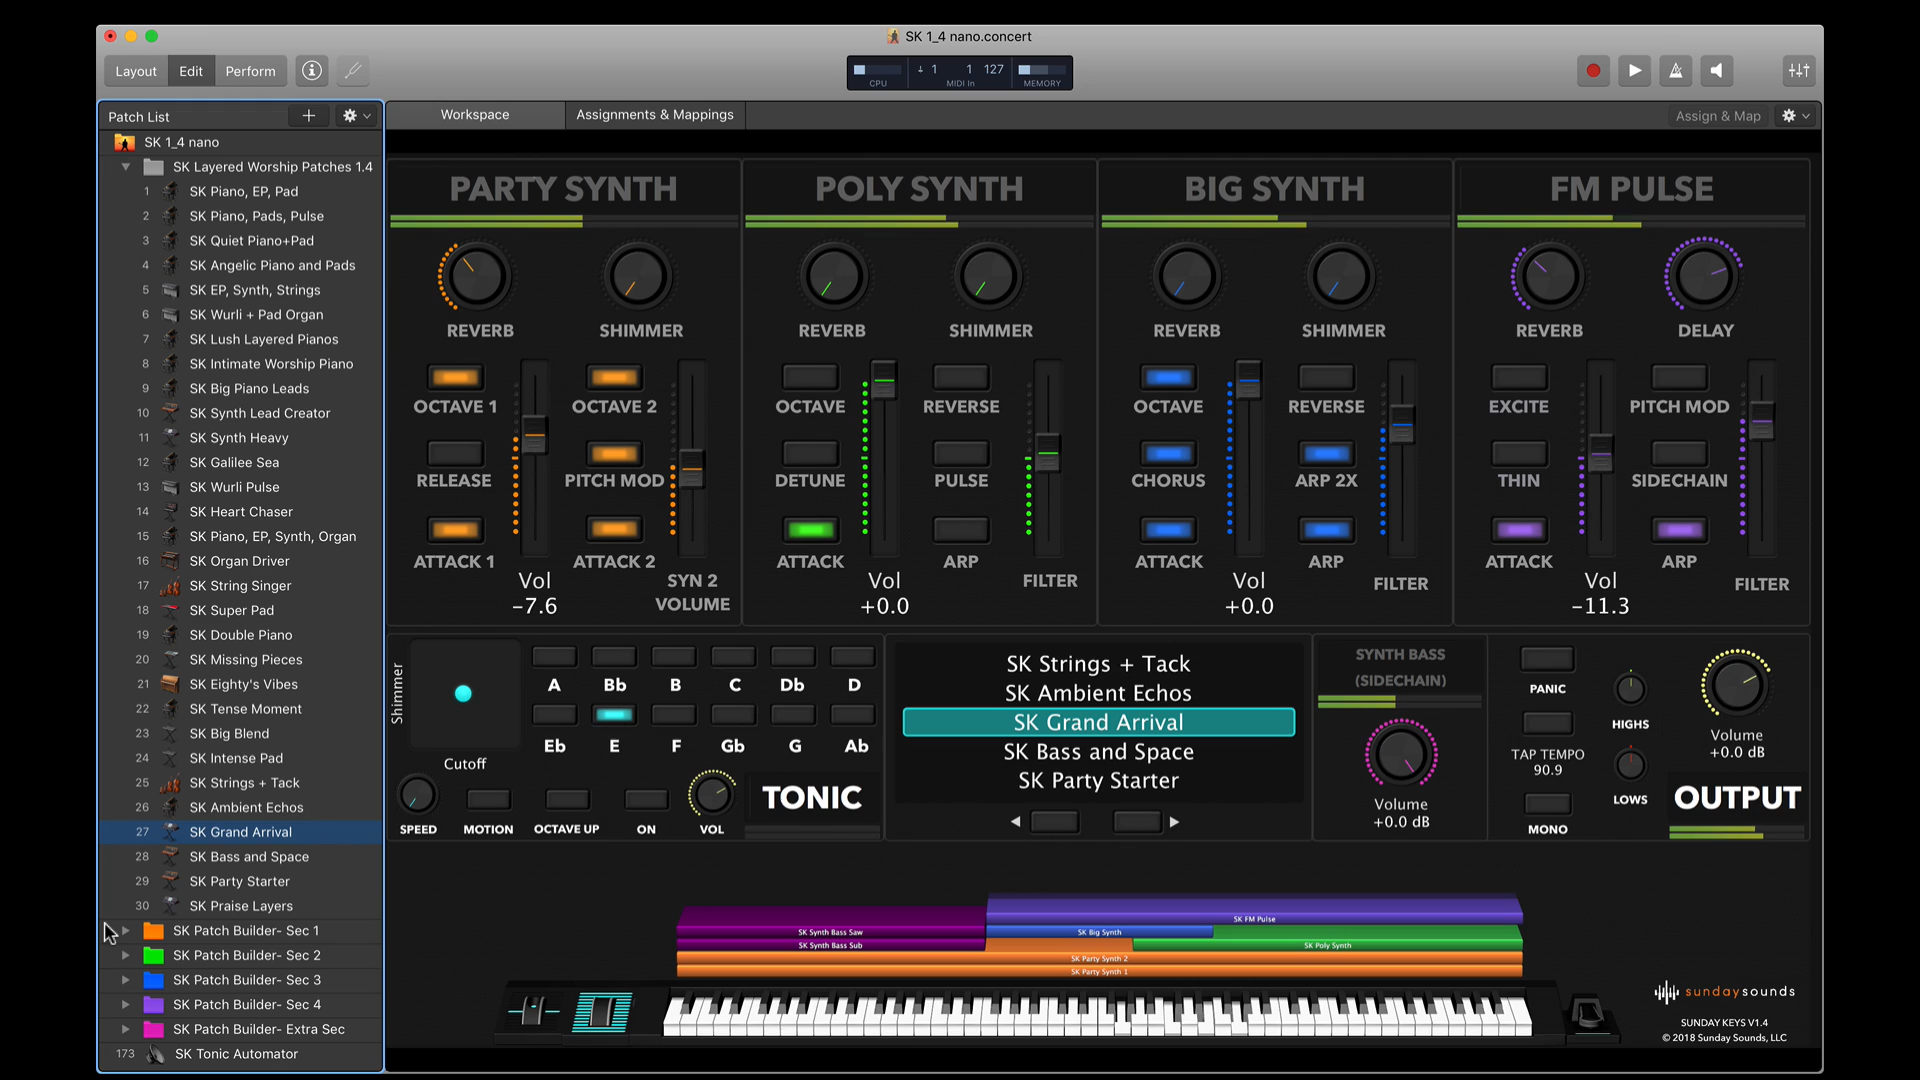 SK 1_4 nano.concert
Layout Edit Perform
1 1 127
CPU MIDI In MEMORY
Patch List
Workspace Assignments & Mappings Assign & Map
SK 1_4 nano
SK Layered Worship Patches 1.4
1 SK Piano, EP, Pad
2 SK Piano, Pads, Pulse
3 SK Quiet Piano+Pad
4 SK Angelic Piano and Pads
5 SK EP, Synth, Strings
6 SK Wurli + Pad Organ
7 SK Lush Layered Pianos
8 SK Intimate Worship Piano
9 SK Big Piano Leads
10 SK Synth Lead Creator
11 SK Synth Heavy
12 SK Galilee Sea
13 SK Wurli Pulse
14 SK Heart Chaser
15 SK Piano, EP, Synth, Organ
16 SK Organ Driver
17 SK String Singer
18 SK Super Pad
19 SK Double Piano
20 SK Missing Pieces
21 SK Eighty's Vibes
22 SK Tense Moment
23 SK Big Blend
24 SK Intense Pad
25 SK Strings + Tack
26 SK Ambient Echos
27 SK Grand Arrival
28 SK Bass and Space
29 SK Party Starter
30 SK Praise Layers
SK Patch Builder- Sec 1
SK Patch Builder- Sec 2
SK Patch Builder- Sec 3
SK Patch Builder- Sec 4
SK Patch Builder- Extra Sec
173 SK Tonic Automator
PARTY SYNTH
REVERB SHIMMER
OCTAVE 1 OCTAVE 2
RELEASE PITCH MOD
ATTACK 1 ATTACK 2
Vol
-7.6
SYN 2
VOLUME
POLY SYNTH
REVERB SHIMMER
OCTAVE REVERSE
DETUNE PULSE
ATTACK ARP
Vol
+0.0
FILTER
BIG SYNTH
REVERB SHIMMER
OCTAVE REVERSE
CHORUS ARP 2X
ATTACK ARP
Vol
+0.0
FILTER
FM PULSE
REVERB DELAY
EXCITE PITCH MOD
THIN SIDECHAIN
ATTACK ARP
Vol
-11.3
FILTER
Shimmer
Cutoff
A Bb B C Db D
Eb E F Gb G Ab
SPEED MOTION OCTAVE UP ON VOL
TONIC
SK Strings + Tack
SK Ambient Echos
SK Grand Arrival
SK Bass and Space
SK Party Starter
SYNTH BASS
(SIDECHAIN)
Volume
+0.0 dB
PANIC
TAP TEMPO
90.9
MONO
HIGHS
LOWS
Volume
+0.0 dB
OUTPUT
SK FM Pulse
SK Synth Bass Saw SK Big Synth
SK Synth Bass Sub SK Poly Synth
SK Party Synth 2
SK Party Synth 1
sundaysounds
SUNDAY KEYS V1.4
© 2018 Sunday Sounds, LLC